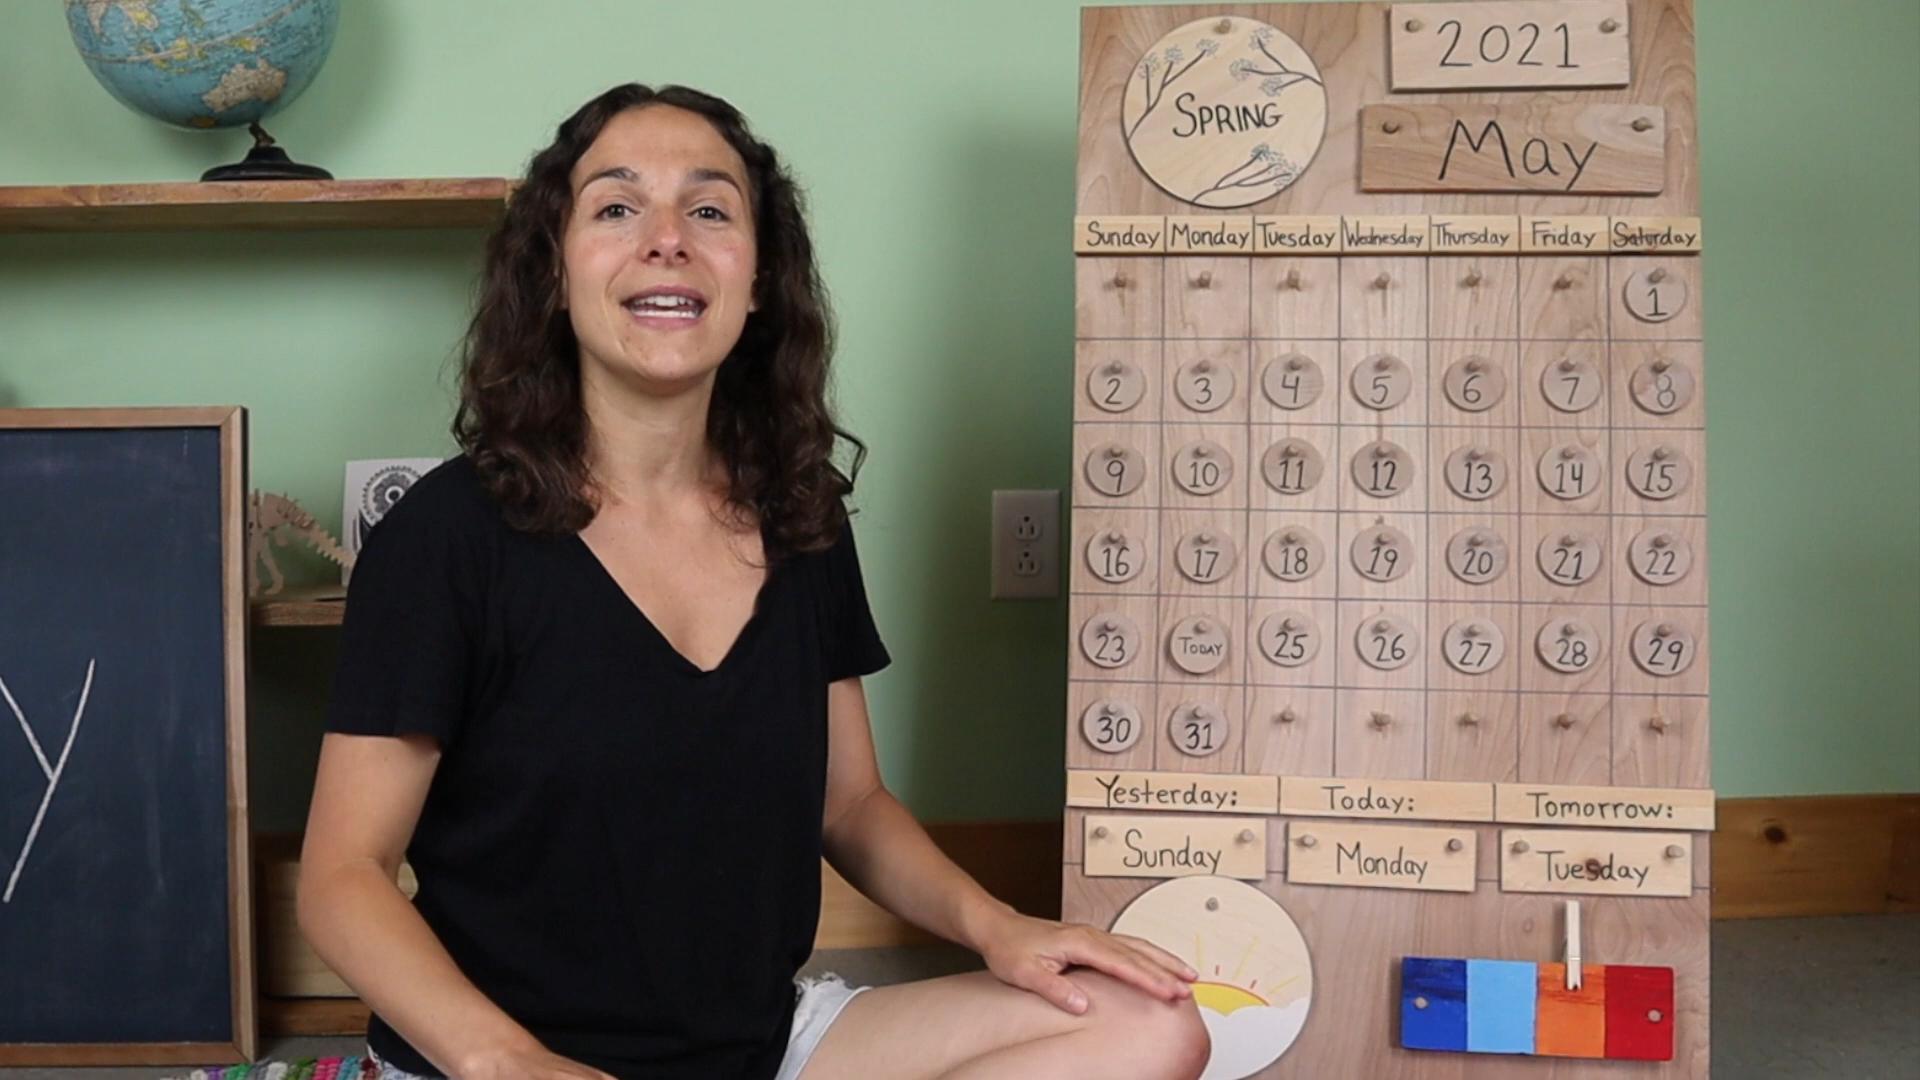 SPRING
2021
May
Sunday Monday Tuesday Wednesday Thursday Friday Saturday
1
2 3 4 5 6 7 8
9 10 11 12 13 14 15
16 17 18 19 20 21 22
23 TODAY 25 26 27 28 29
30 31
Yesterday: Today: Tomorrow:
Sunday Monday Tuesday
y